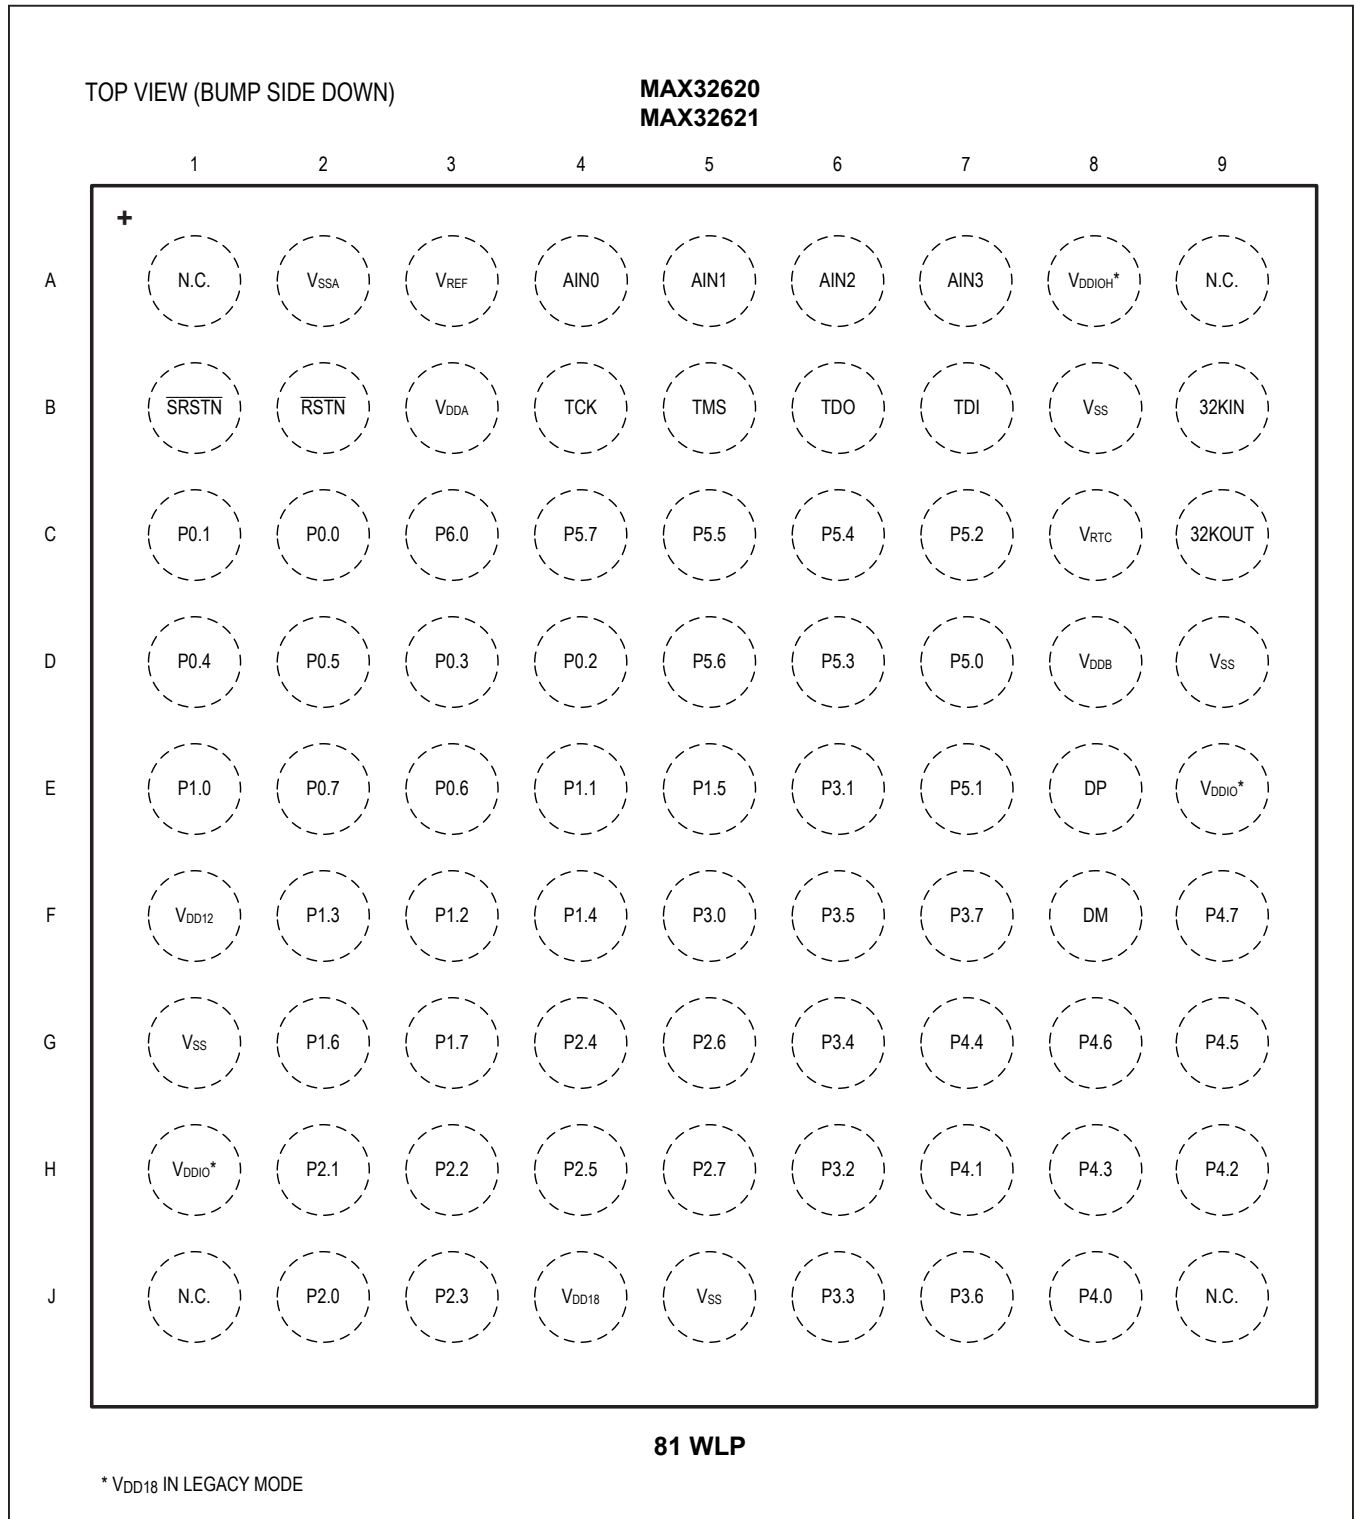 TOP VIEW (BUMP SIDE DOWN)
MAX32620
MAX32621
1 2 3 4 5 6 7 8 9
+
A N.C. VSSA VREF AIN0 AIN1 AIN2 AIN3 VDDIOH* N.C.
B SRSTN RSTN VDDA TCK TMS TDO TDI VSS 32KIN
C P0.1 P0.0 P6.0 P5.7 P5.5 P5.4 P5.2 VRTC 32KOUT
D P0.4 P0.5 P0.3 P0.2 P5.6 P5.3 P5.0 VDDB VSS
E P1.0 P0.7 P0.6 P1.1 P1.5 P3.1 P5.1 DP VDDIO*
F VDD12 P1.3 P1.2 P1.4 P3.0 P3.5 P3.7 DM P4.7
G VSS P1.6 P1.7 P2.4 P2.6 P3.4 P4.4 P4.6 P4.5
H VDDIO* P2.1 P2.2 P2.5 P2.7 P3.2 P4.1 P4.3 P4.2
J N.C. P2.0 P2.3 VDD18 VSS P3.3 P3.6 P4.0 N.C.
81 WLP
* VDD18 IN LEGACY MODE